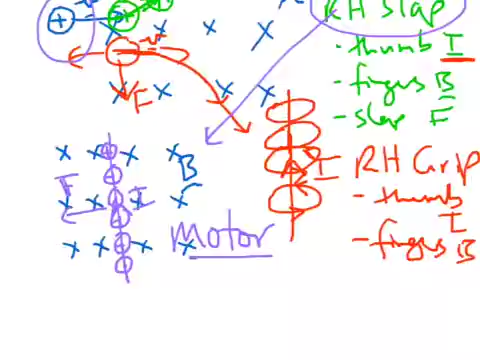 RH Slap
- thumb I
- fingers B
- slap F
F
B
I RH Grip
F I
- thumb I
motor
- fingers B